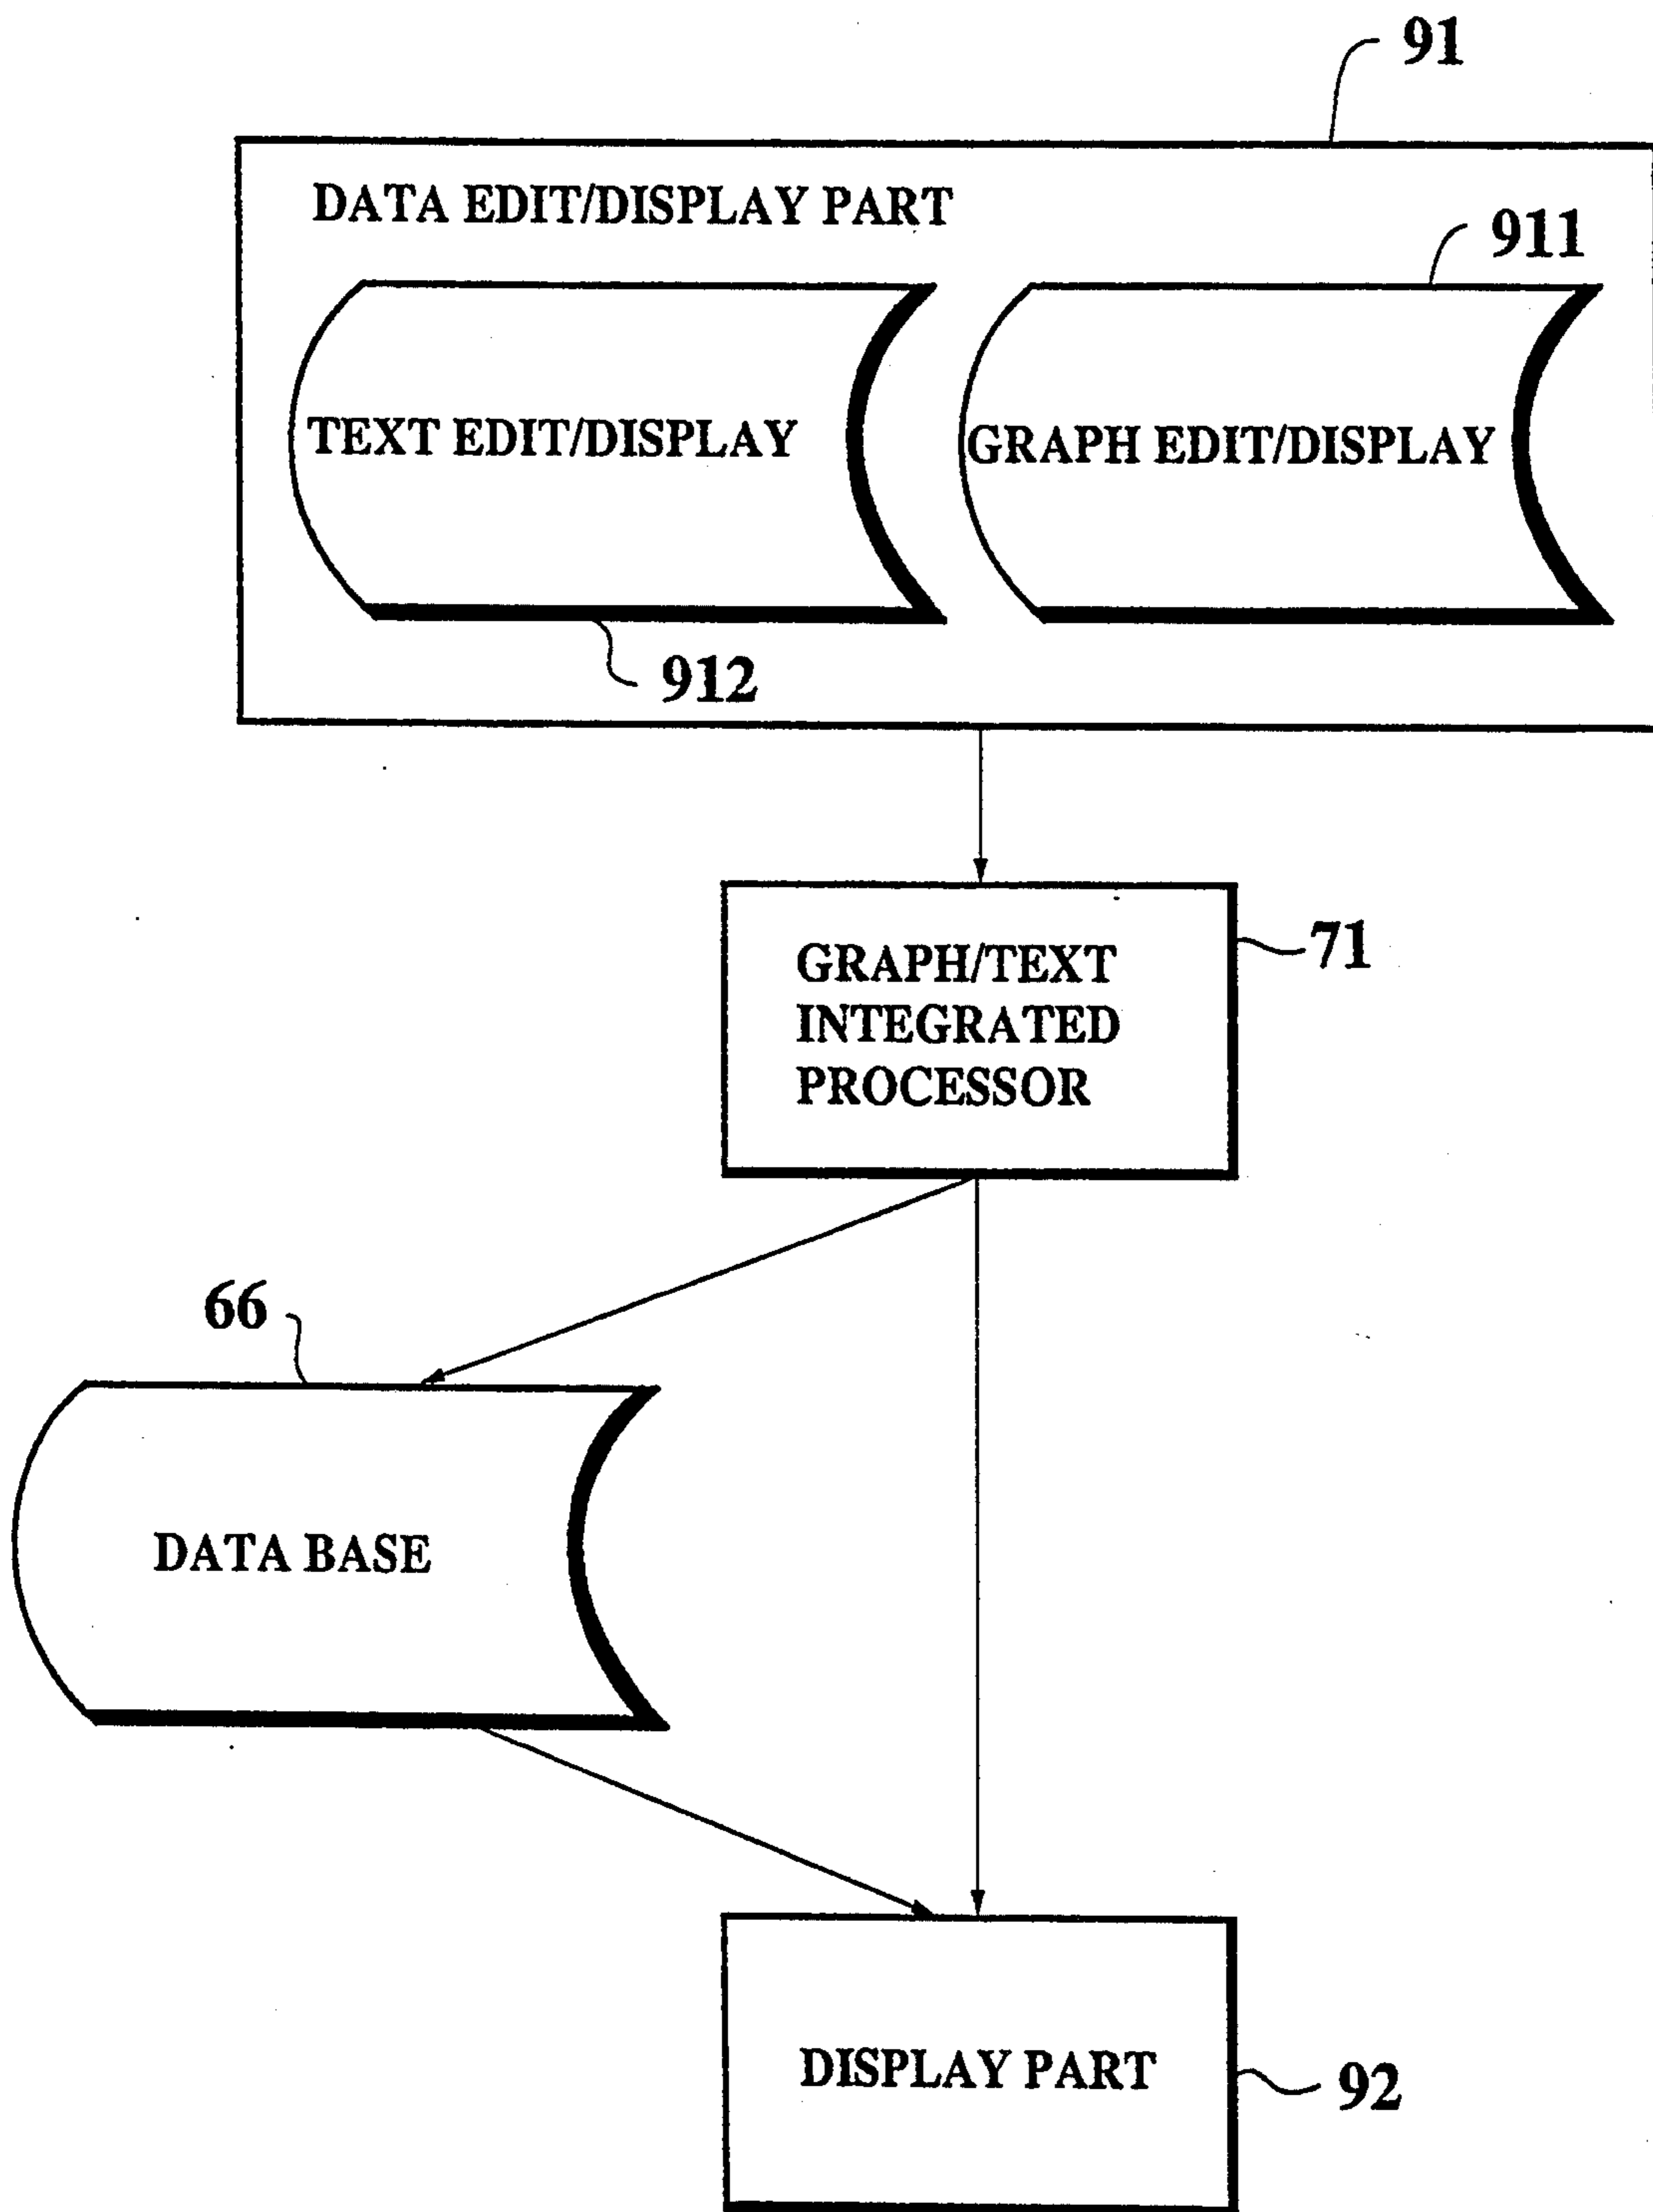 91
DATA EDIT/DISPLAY PART
911
TEXT EDIT/DISPLAY
GRAPH EDIT/DISPLAY
912
GRAPH/TEXT
INTEGRATED
PROCESSOR
71
66
DATA BASE
DISPLAY PART
92